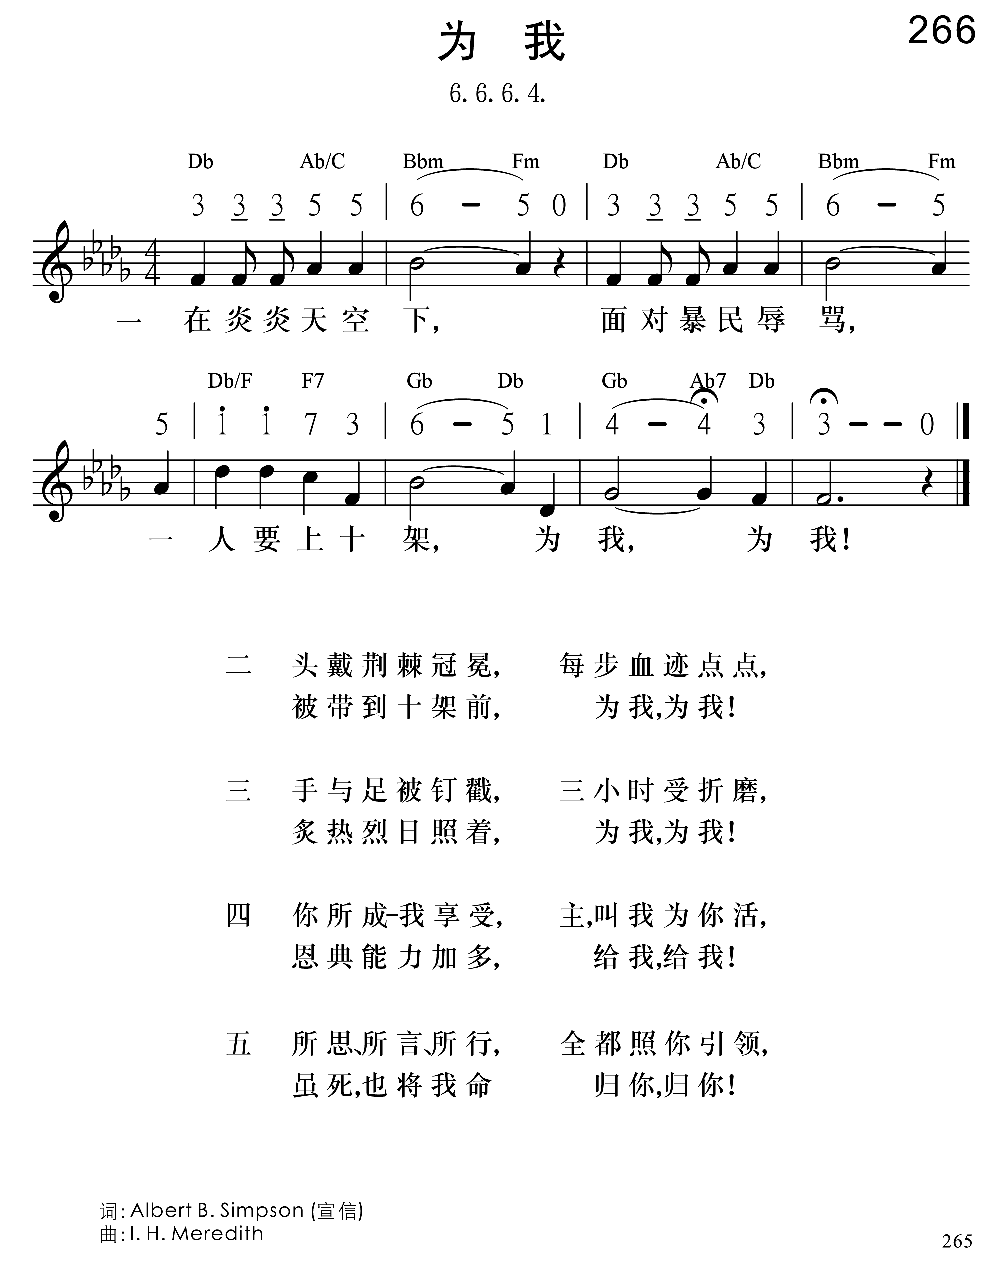 为 我
266
6. 6. 6. 4.
Db Ab/C Bbm Fm Db Ab/C Bbm Fm
3 3 3 5 5 | 6 - 5 0 | 3 3 3 5 5 | 6 - 5
4
4
一 在炎炎天空下, 面对暴民辱骂,
Db/F F7 Gb Db Gb Ab7 Db
5 | 1 1 7 3 | 6 - 5 1 | 4 - 4 3 | 3 - - 0
一人要上十架, 为我, 为我!
二 头戴荆棘冠冕, 每步血迹点点,
被带到十架前, 为我,为我!
三 手与足被钉戳, 三小时受折磨,
炙热烈日照着, 为我,为我!
四 你所成-我享受, 主,叫我为你活,
恩典能力加多, 给我,给我!
五 所思、所言、所行, 全都照你引领,
虽死,也将我命 归你,归你!
词: Albert B. Simpson (宣信)
曲: I. H. Meredith
265